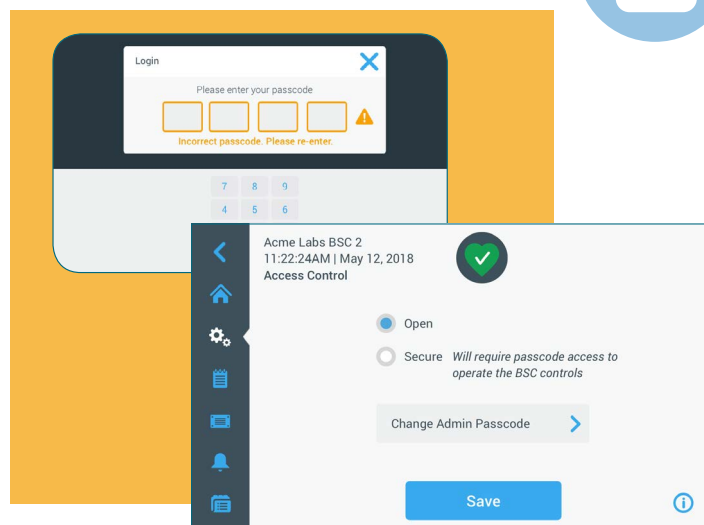 Login
Please enter your passcode
Incorrect passcode. Please re-enter.
7 8 9
4 5 6
Acme Labs BSC 2
11:22:24AM | May 12, 2018
Access Control
Open
Secure Will require passcode access to
operate the BSC controls
Change Admin Passcode
Save